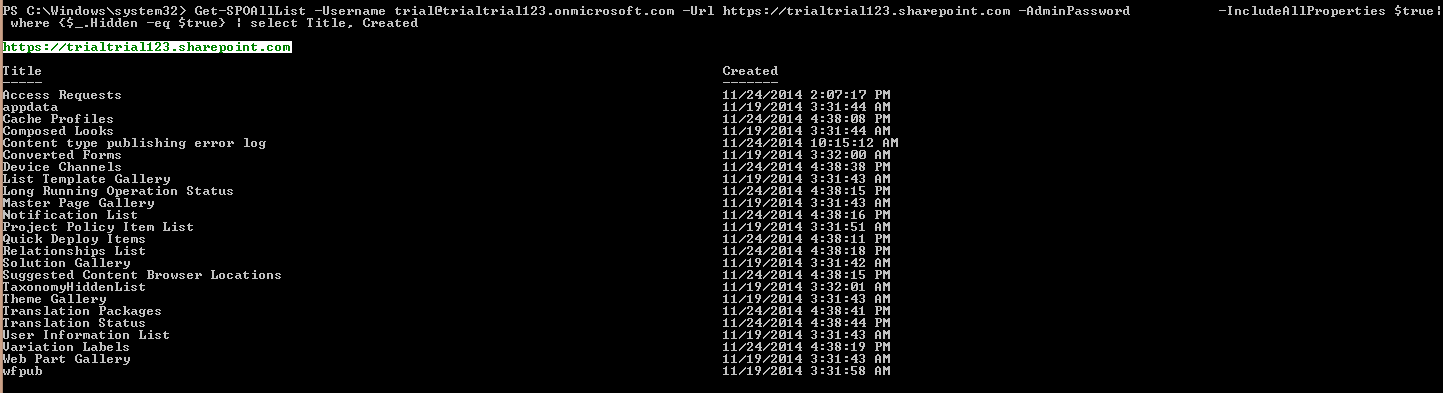 PS C:\Windows\system32> Get-SPOAllList -Username trial@trialtrial123.onmicrosoft.com -Url https://trialtrial123.sharepoint.com -AdminPassword -IncludeAllProperties $true|
where {$_.Hidden -eq $true} | select Title, Created
https://trialtrial123.sharepoint.com
Title Created
----- -------
Access Requests 11/24/2014 2:07:17 PM
appdata 11/19/2014 3:31:44 AM
Cache Profiles 11/24/2014 4:38:08 PM
Composed Looks 11/19/2014 3:31:44 AM
Content type publishing error log 11/24/2014 10:15:12 AM
Converted Forms 11/19/2014 3:32:00 AM
Device Channels 11/24/2014 4:38:38 PM
List Template Gallery 11/19/2014 3:31:43 AM
Long Running Operation Status 11/24/2014 4:38:15 PM
Master Page Gallery 11/19/2014 3:31:43 AM
Notification List 11/24/2014 4:38:16 PM
Project Policy Item List 11/19/2014 3:31:51 AM
Quick Deploy Items 11/24/2014 4:38:11 PM
Relationships List 11/24/2014 4:38:18 PM
Solution Gallery 11/19/2014 3:31:42 AM
Suggested Content Browser Locations 11/24/2014 4:38:15 PM
TaxonomyHiddenList 11/19/2014 3:32:01 AM
Theme Gallery 11/19/2014 3:31:43 AM
Translation Packages 11/24/2014 4:38:41 PM
Translation Status 11/24/2014 4:38:44 PM
User Information List 11/19/2014 3:31:43 AM
Variation Labels 11/24/2014 4:38:19 PM
Web Part Gallery 11/19/2014 3:31:43 AM
wfpub 11/19/2014 3:31:58 AM